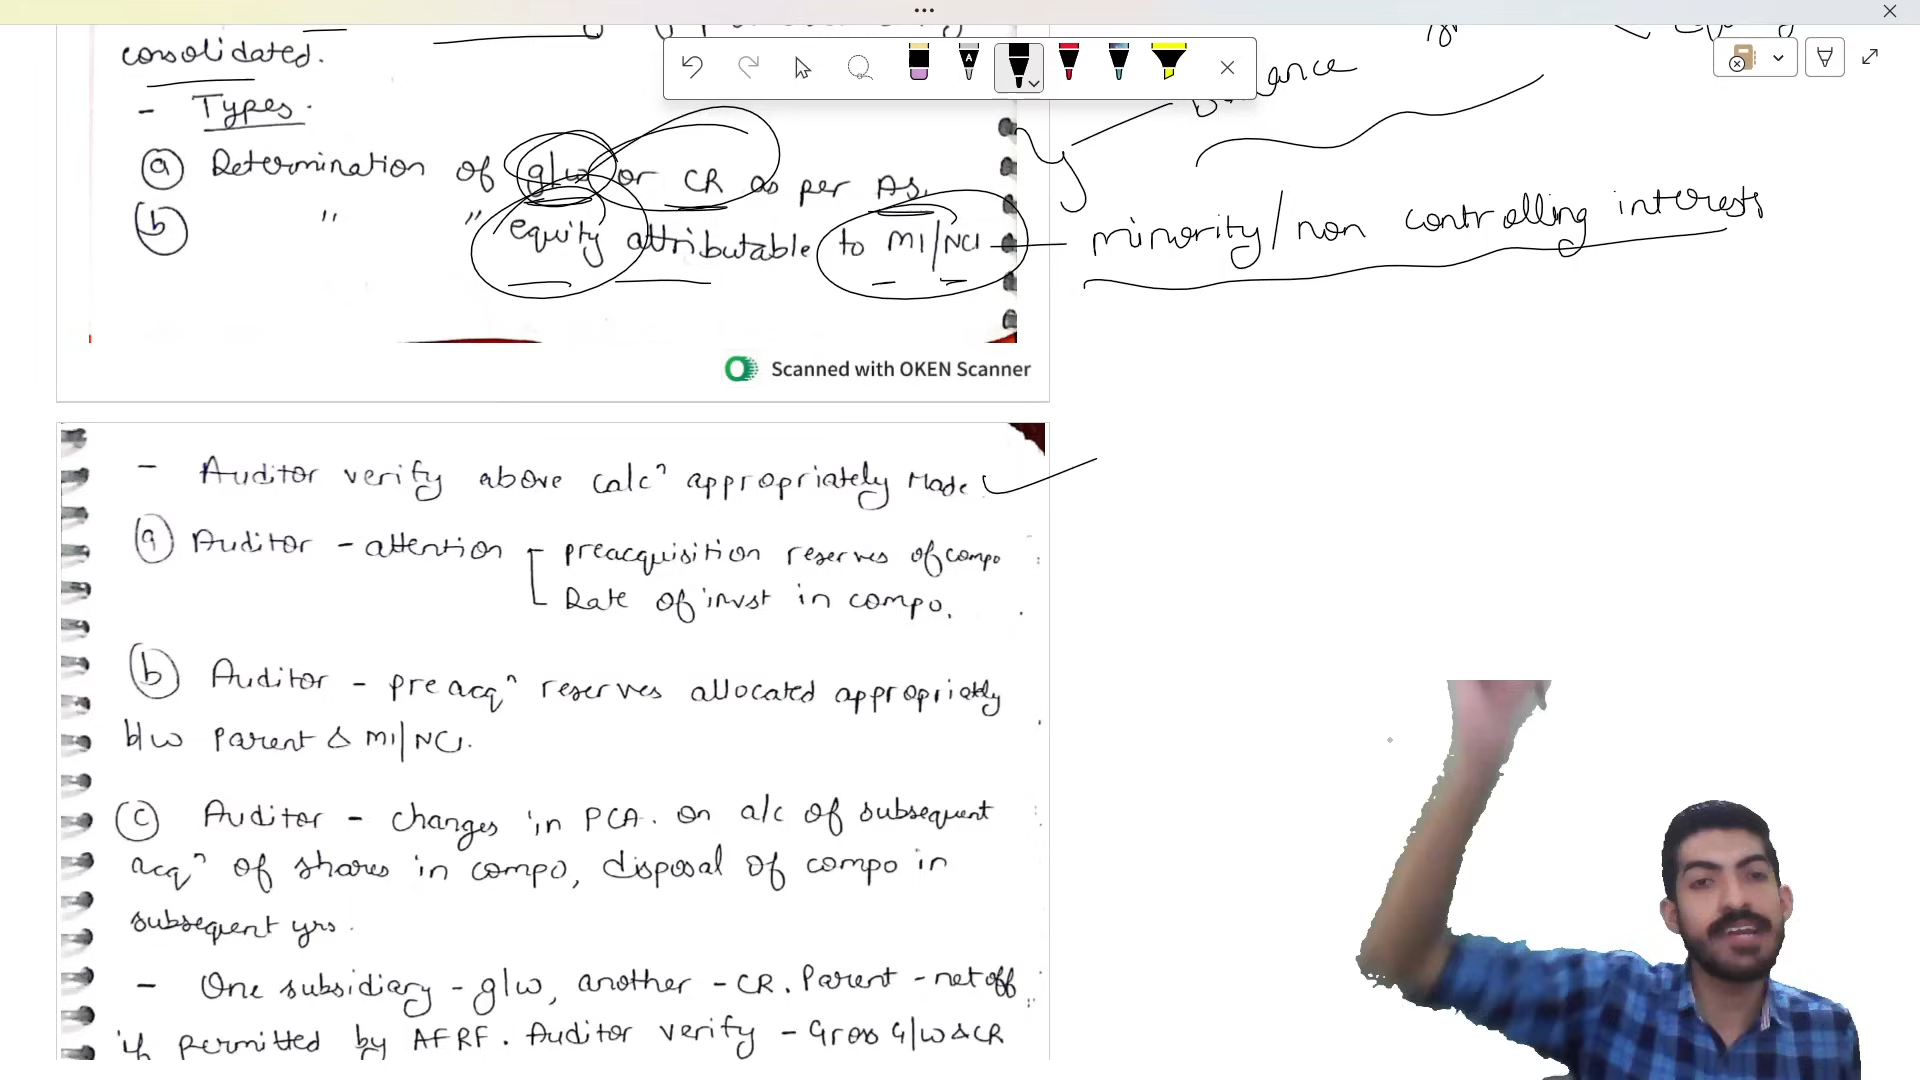 consolidated.
ance
- Types.
(a) Determination of g/w or CR as per AS.
(b) " " equity attributable to MI/NCI
minority/non controlling interests
Scanned with OKEN Scanner
- Auditor verify above calcⁿ appropriately made.
(a) Auditor - attention preacquisition reserves of compo
Date of invst in compo.
(b) Auditor - preacqⁿ reserves allocated appropriately
b/w Parent & MI/NCI.
(c) Auditor - changes in PCA. on a/c of subsequent
acqⁿ of shares in compo, disposal of compo in
subsequent yrs.
- One subsidiary - g/w, another - CR. Parent - net off
if permitted by AFRF. Auditor verify - Gross G/w & CR